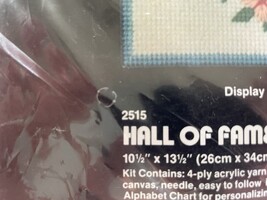 Display
2515
HALL OF FAM
10½" x 13½" (26cm x 34cm
Kit Contains: 4-ply acrylic yarn
canvas, needle, easy to follow
Alphabet Chart for personalizin